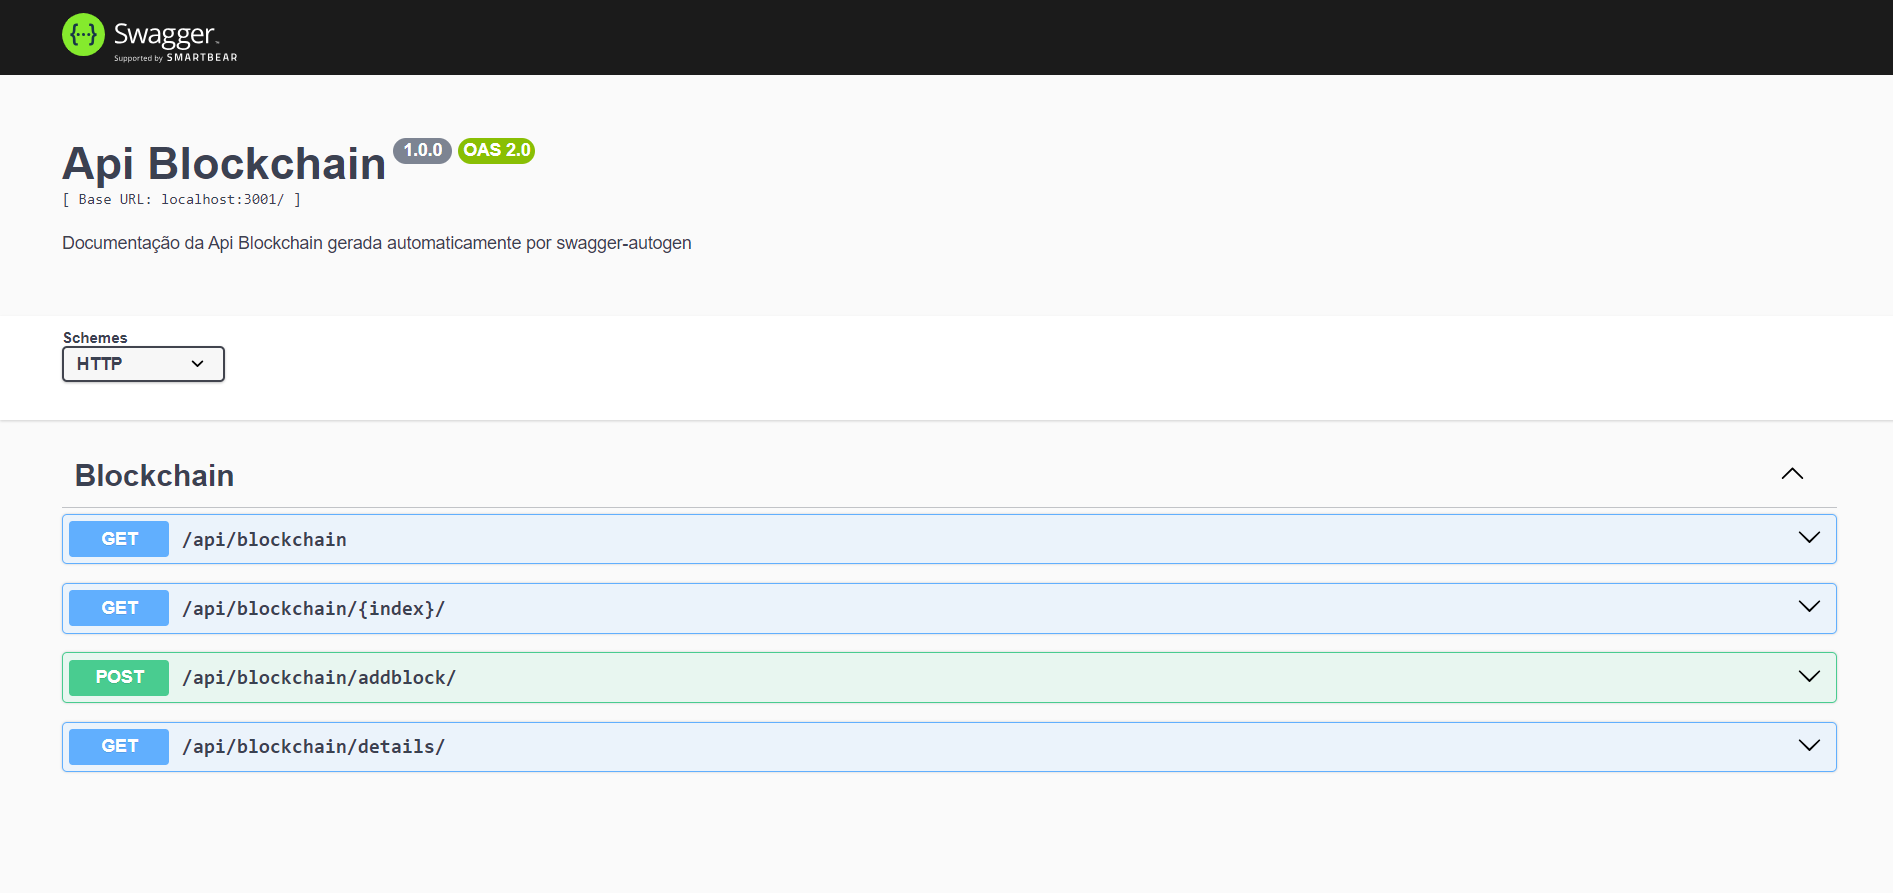 {···} Swagger
Supported by SMARTBEAR
Api Blockchain 1.0.0 OAS 2.0
[ Base URL: localhost:3001/ ]
Documentação da Api Blockchain gerada automaticamente por swagger-autogen
Schemes
HTTP
Blockchain
GET /api/blockchain
GET /api/blockchain/{index}/
POST /api/blockchain/addblock/
GET /api/blockchain/details/